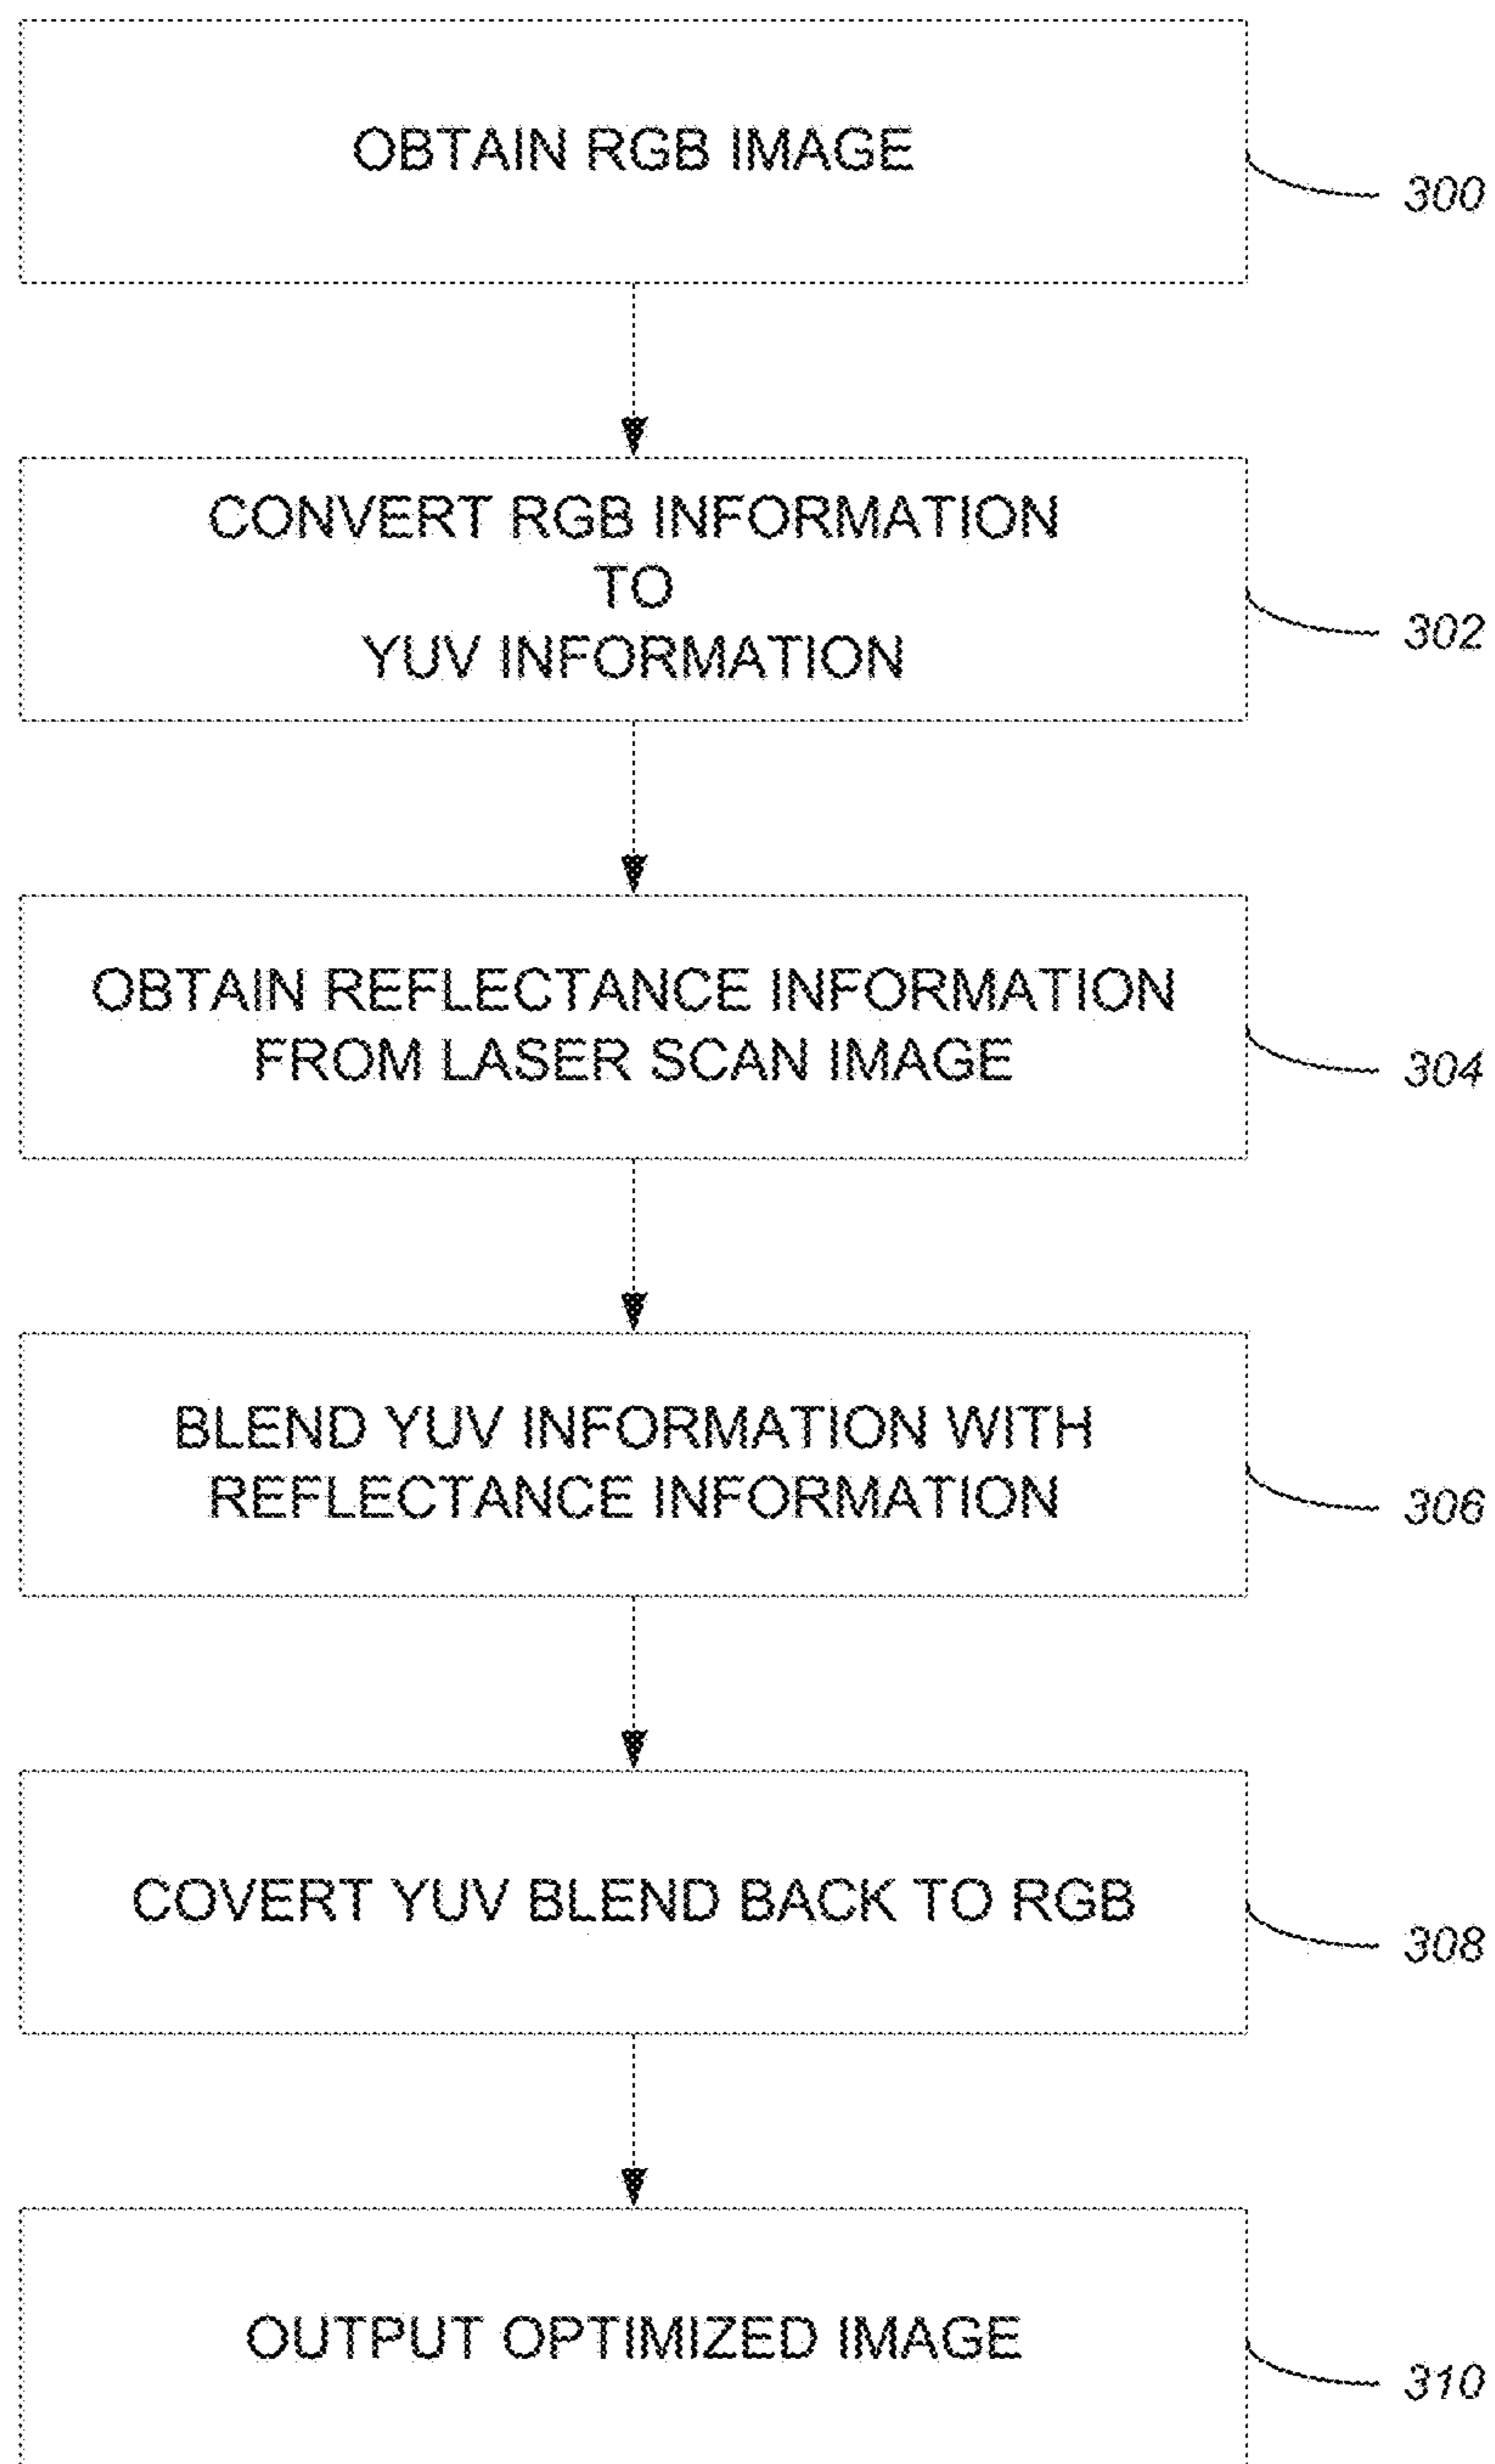 OBTAIN RGB IMAGE
300
CONVERT RGB INFORMATION
TO
YUV INFORMATION
302
OBTAIN REFLECTANCE INFORMATION
FROM LASER SCAN IMAGE
304
BLEND YUV INFORMATION WITH
REFLECTANCE INFORMATION
306
COVERT YUV BLEND BACK TO RGB
308
OUTPUT OPTIMIZED IMAGE
310